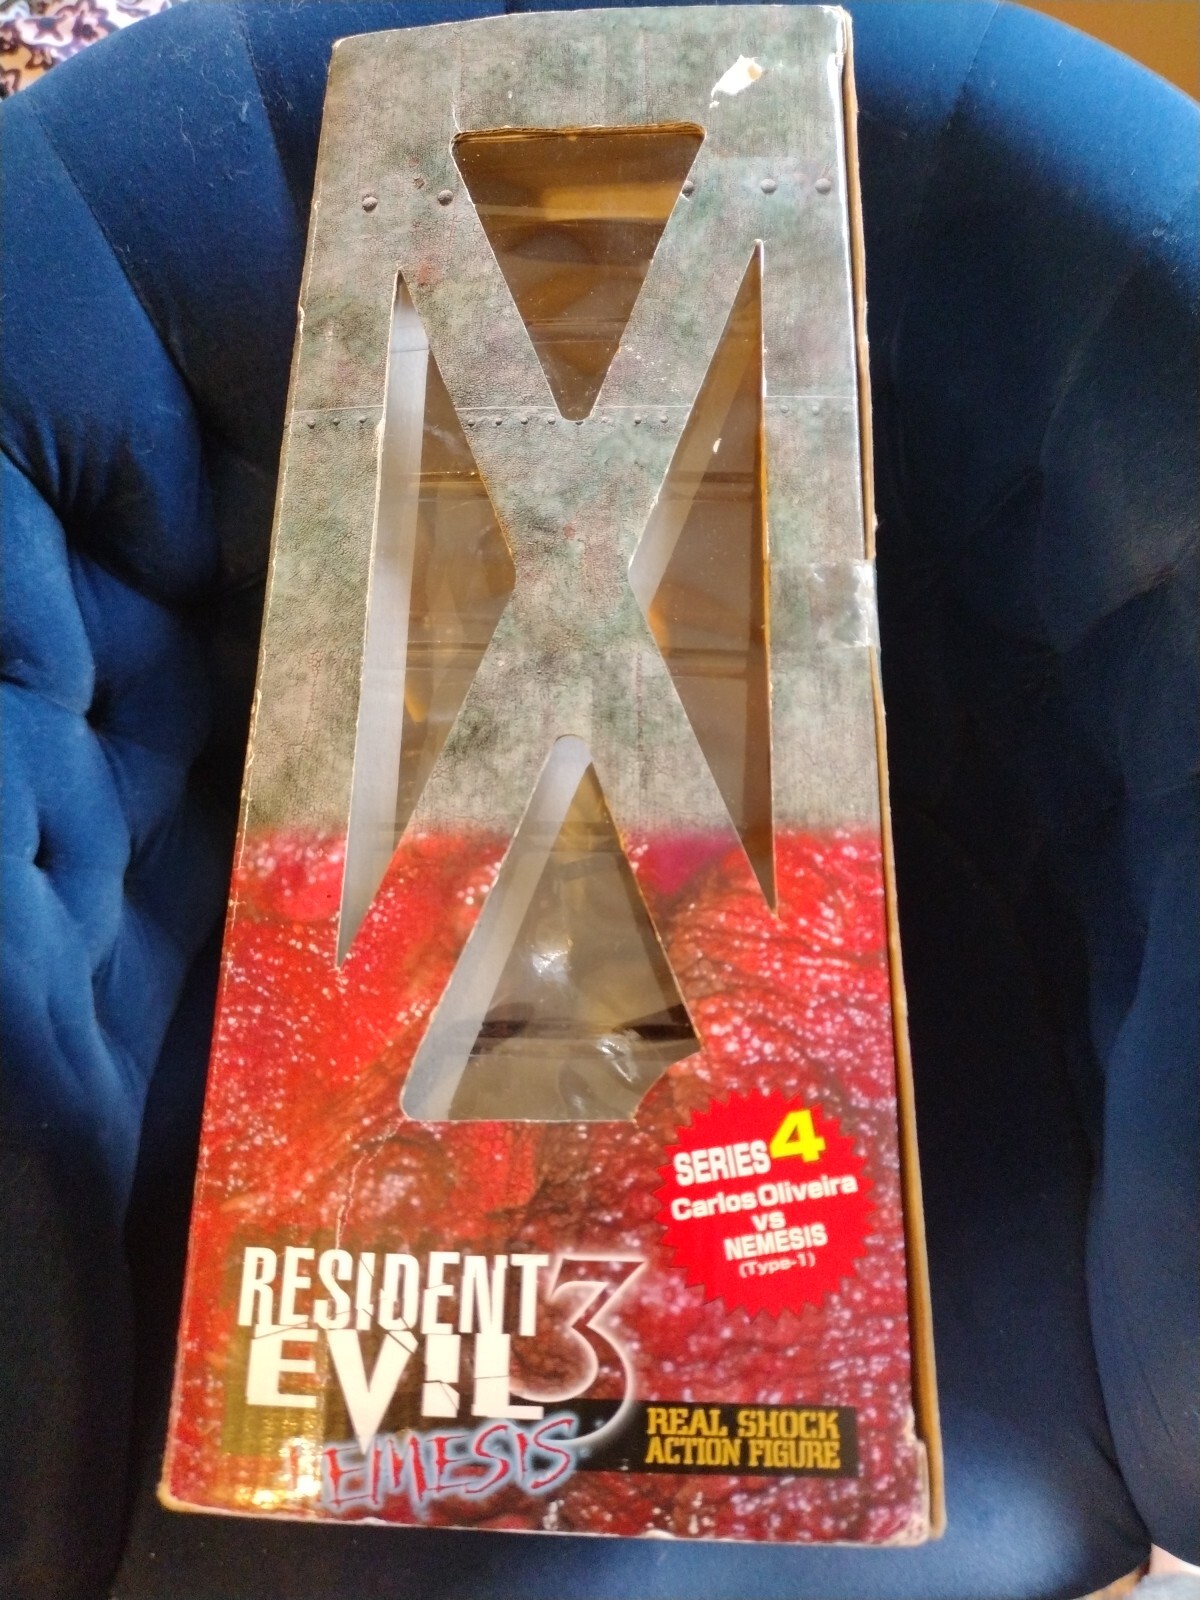 SERIES 4
Carlos Oliveira
vs
NEMESIS
(Type-1)
RESIDENT
EVIL 3
NEMESIS
REAL SHOCK
ACTION FIGURE